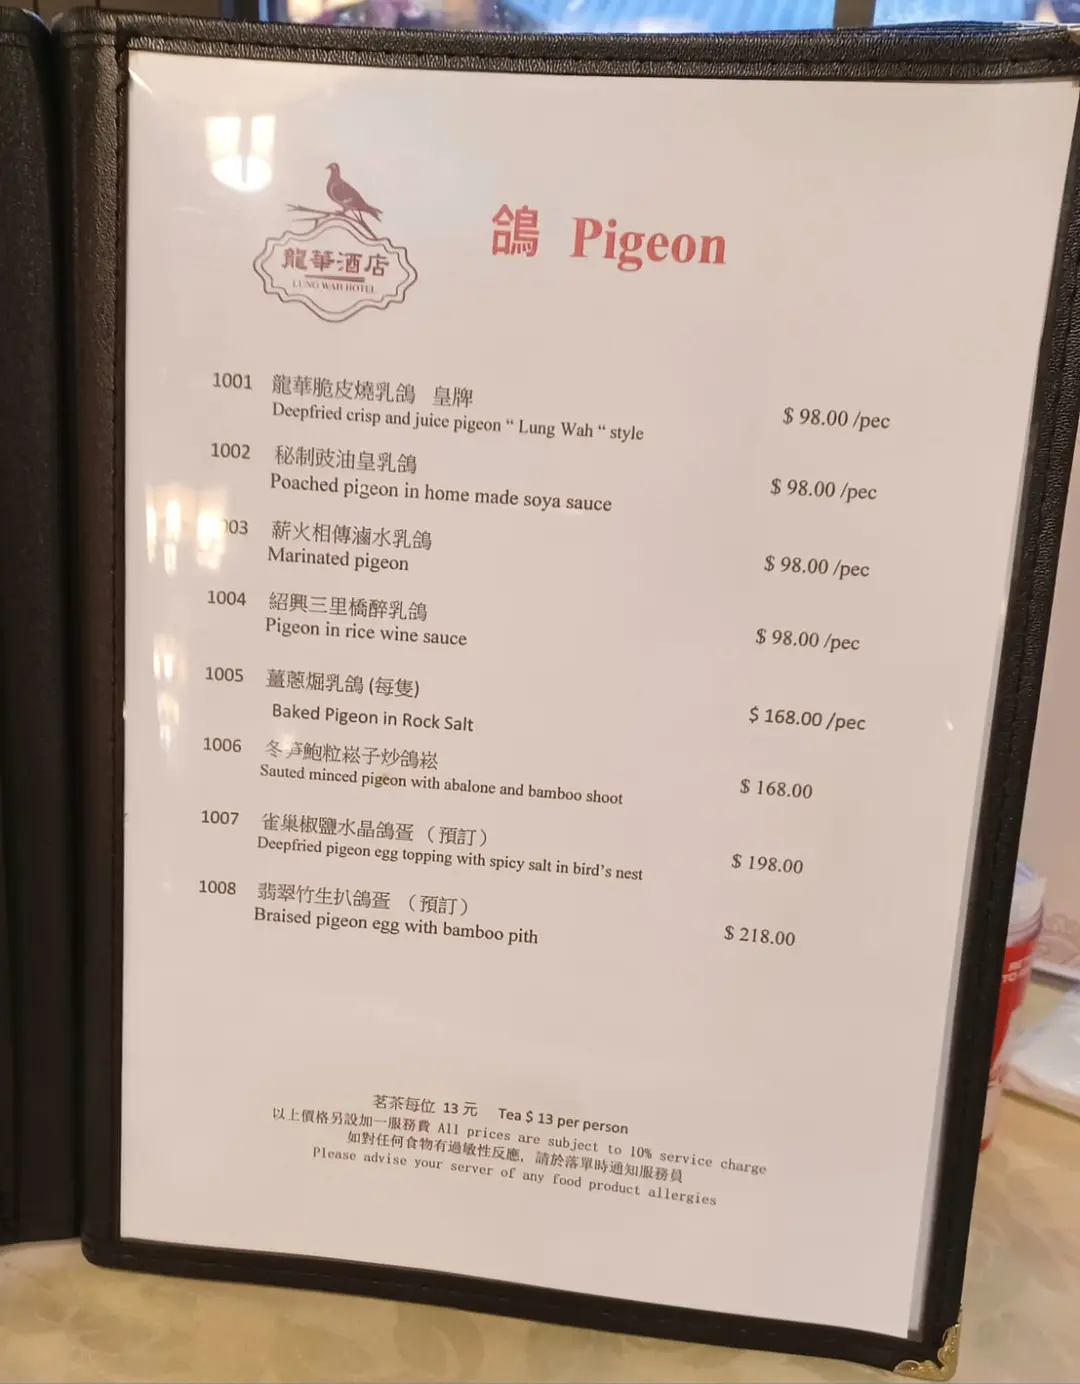 龍華酒店
LUNG WAH HOTEL
鴿 Pigeon
1001 龍華脆皮燒乳鴿 皇牌
Deepfried crisp and juice pigeon “ Lung Wah “ style $ 98.00 /pec
1002 秘制豉油皇乳鴿
Poached pigeon in home made soya sauce $ 98.00 /pec
03 薪火相傳滷水乳鴿
Marinated pigeon $ 98.00 /pec
1004 紹興三里橋醉乳鴿
Pigeon in rice wine sauce $ 98.00 /pec
1005 薑蔥焗乳鴿 (每隻)
Baked Pigeon in Rock Salt $ 168.00 /pec
1006 冬笋鮑粒崧子炒鴿崧
Sauted minced pigeon with abalone and bamboo shoot $ 168.00
1007 雀巢椒鹽水晶鴿蛋 （預訂）
Deepfried pigeon egg topping with spicy salt in bird’s nest $ 198.00
1008 翡翠竹生扒鴿蛋 （預訂）
Braised pigeon egg with bamboo pith $ 218.00
茗茶每位 13 元 Tea $ 13 per person
以上價格另設加一服務費 All prices are subject to 10% service charge
如對任何食物有過敏性反應, 請於落單時通知服務員
Please advise your server of any food product allergies